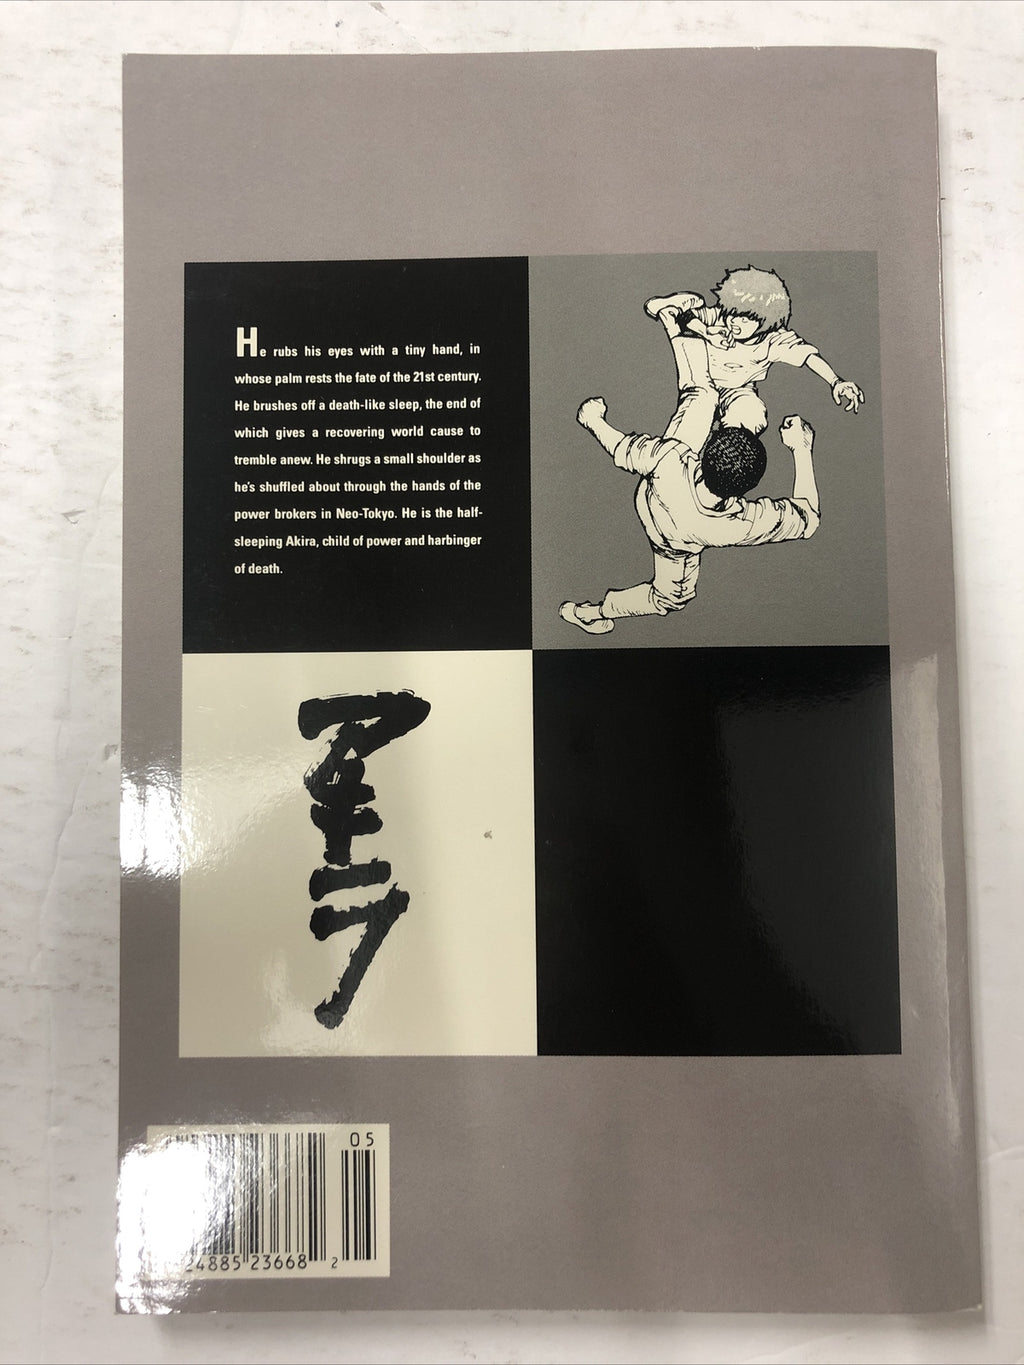 He rubs his eyes with a tiny hand, in
whose palm rests the fate of the 21st century.
He brushes off a death-like sleep, the end of
which gives a recovering world cause to
tremble anew. He shrugs a small shoulder as
he's shuffled about through the hands of the
power brokers in Neo-Tokyo. He is the half-
sleeping Akira, child of power and harbinger
of death.
アキラ
05
24885 23668 2